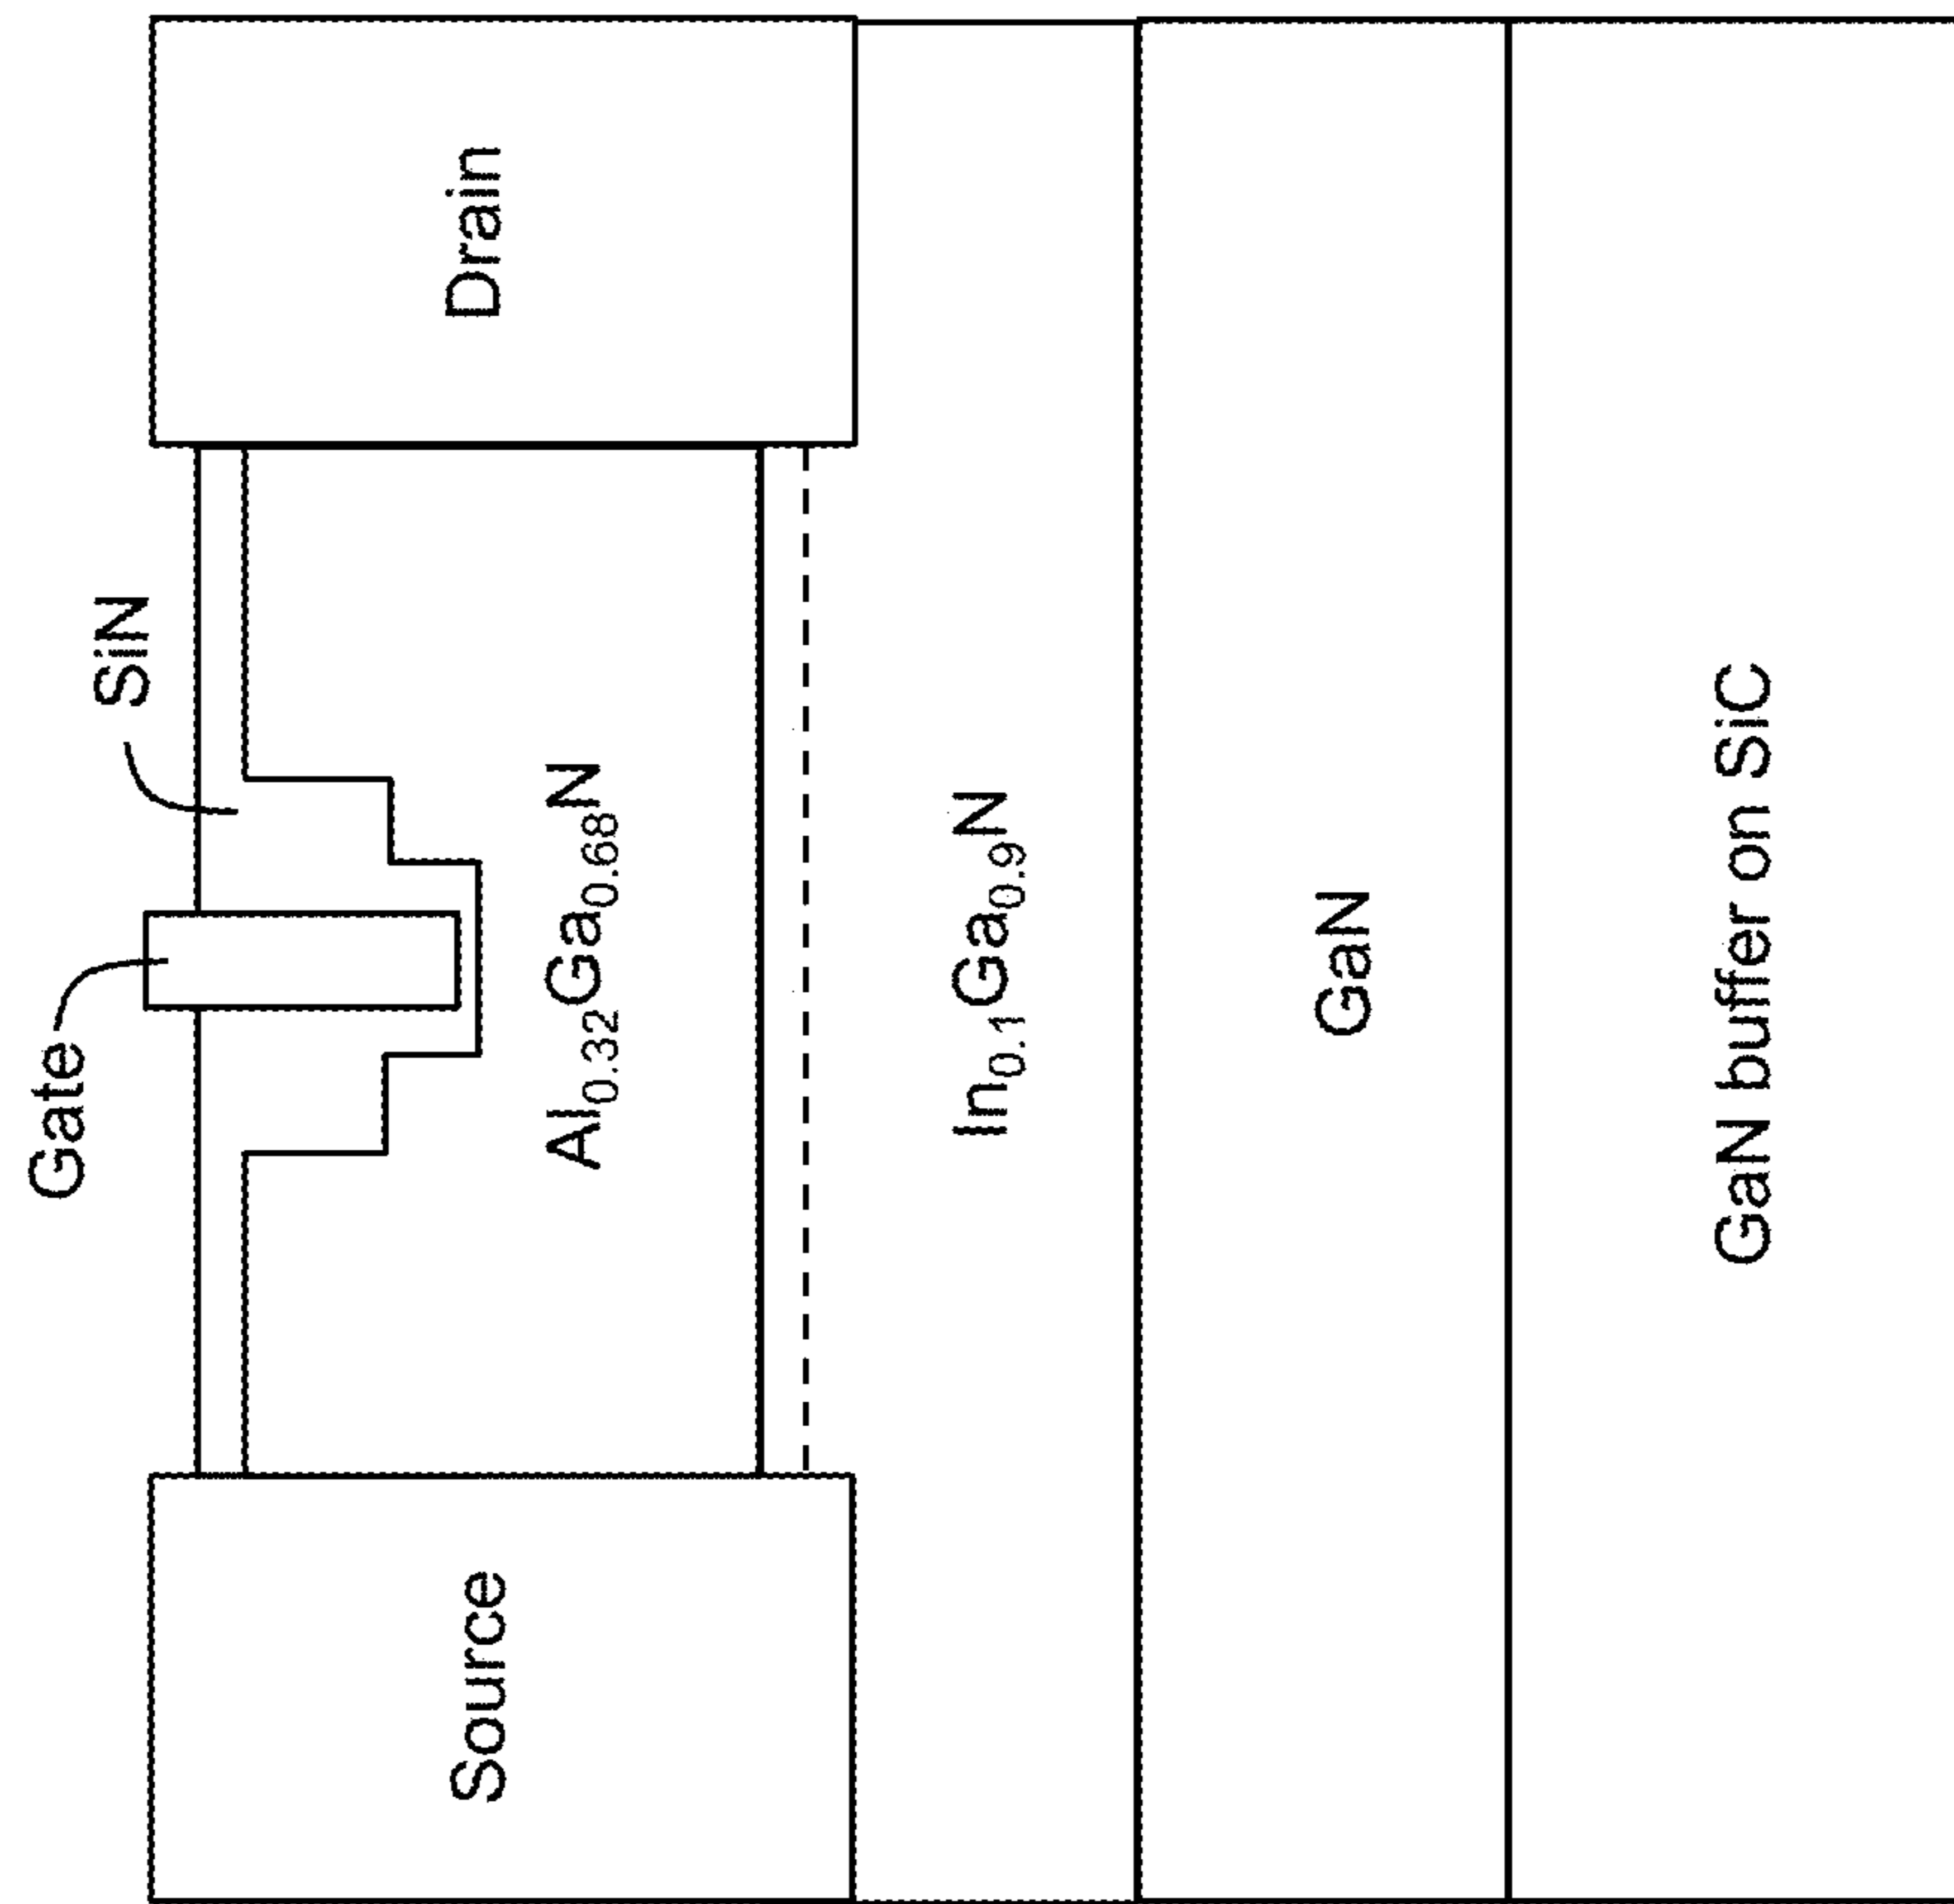 Gate
SiN
Source
Drain
Al0.32Ga0.68N
In0.1Ga0.9N
GaN
GaN buffer on SiC